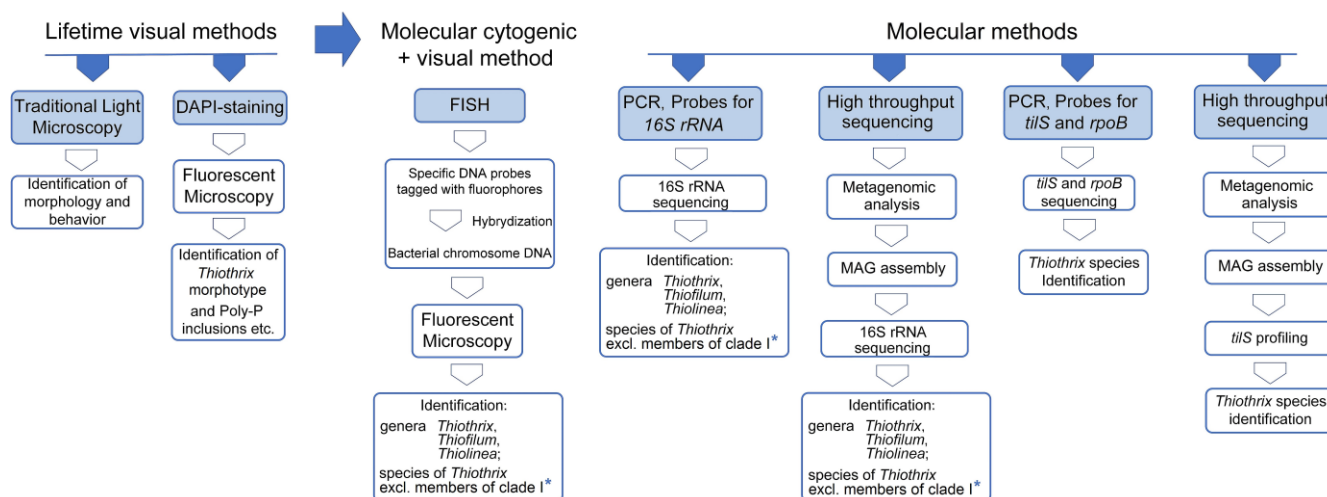 Lifetime visual methods
Molecular cytogenic
+ visual method
Molecular methods
Traditional Light
Microscopy
Identification of
morphology and
behavior
DAPI-staining
Fluorescent
Microscopy
Identification of
Thiothrix
morphotype
and Poly-P
inclusions etc.
FISH
Specific DNA probes
tagged with fluorophores
Hybrydization
Bacterial chromosome DNA
Fluorescent
Microscopy
Identification:
genera Thiothrix,
Thiofilum,
Thiolinea;
species of Thiothrix
excl. members of clade I*
PCR, Probes for
16S rRNA
16S rRNA
sequencing
Identification:
genera Thiothrix,
Thiofilum,
Thiolinea;
species of Thiothrix
excl. members of clade I*
High throughput
sequencing
Metagenomic
analysis
MAG assembly
16S rRNA
sequencing
Identification:
genera Thiothrix,
Thiofilum,
Thiolinea;
species of Thiothrix
excl. members of clade I*
PCR, Probes for
tilS and rpoB
tilS and rpoB
sequencing
Thiothrix species
Identification
High throughput
sequencing
Metagenomic
analysis
MAG assembly
tilS profiling
Thiothrix species
identification